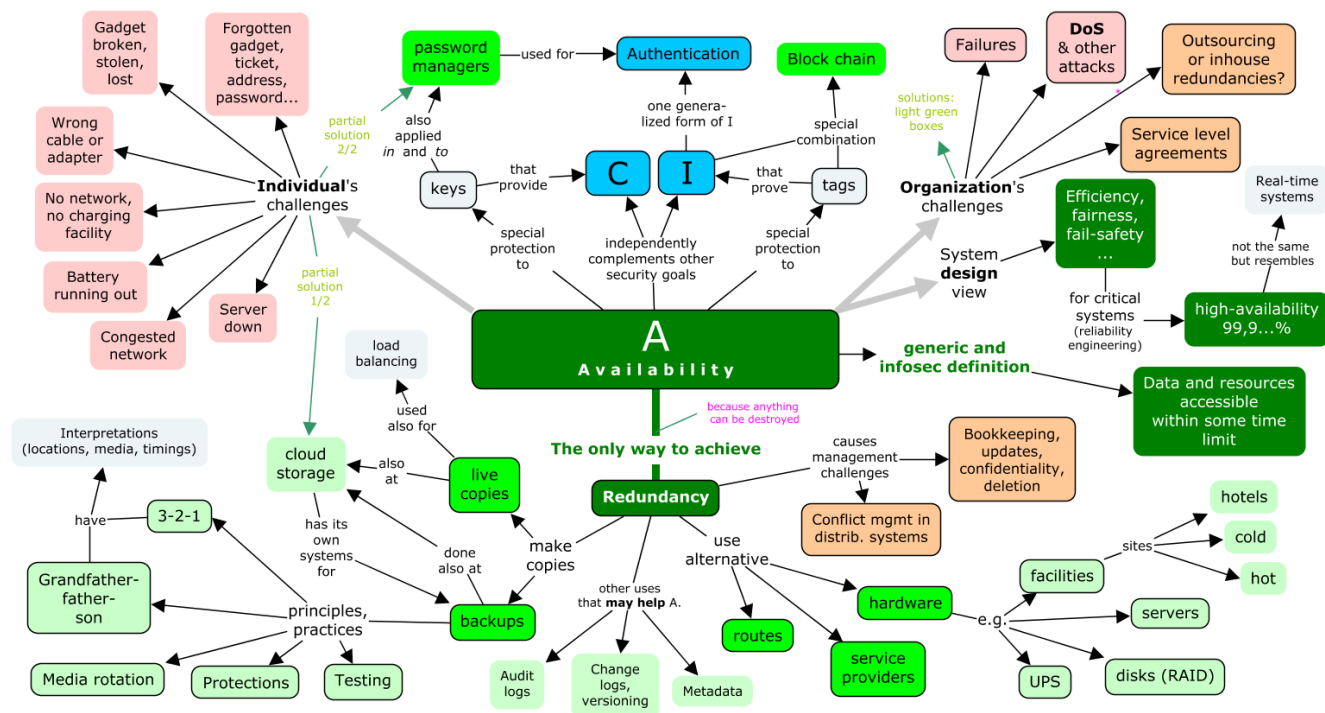 Gadget
broken,
stolen,
lost
Forgotten
gadget,
ticket,
address,
password...
Wrong
cable or
adapter
No network,
no charging
facility
Battery
running out
Congested
network
Server
down
Individual's
challenges
partial
solution
2/2
partial
solution
1/2
password
managers
used for
Authentication
also
applied
in and to
keys
that
provide
C
I
one genera-
lized form of I
Block chain
special
combination
that
prove
tags
special
protection
to
independently
complements other
security goals
special
protection
to
Failures
DoS
& other
attacks
Outsourcing
or inhouse
redundancies?
*
solutions:
light green
boxes
Service level
agreements
Organization's
challenges
System
design
view
Efficiency,
fairness,
fail-safety
...
Real-time
systems
not the same
but resembles
for critical
systems
(reliability
engineering)
high-availability
99,9...%
A
Availability
generic and
infosec definition
Data and resources
accessible
within some time
limit
because anything
can be destroyed
The only way to achieve
Redundancy
causes
management
challenges
Bookkeeping,
updates,
confidentiality,
deletion
Conflict mgmt in
distrib. systems
load
balancing
used
also for
live
copies
also
at
cloud
storage
has its
own
systems
for
done
also at
make
copies
backups
Interpretations
(locations, media, timings)
have
3-2-1
Grandfather-
father-
son
principles,
practices
Media rotation
Protections
Testing
other uses
that may help A.
Audit
logs
Change
logs,
versioning
Metadata
use
alternative
routes
service
providers
hardware
e.g.
facilities
sites
hotels
cold
hot
servers
disks (RAID)
UPS